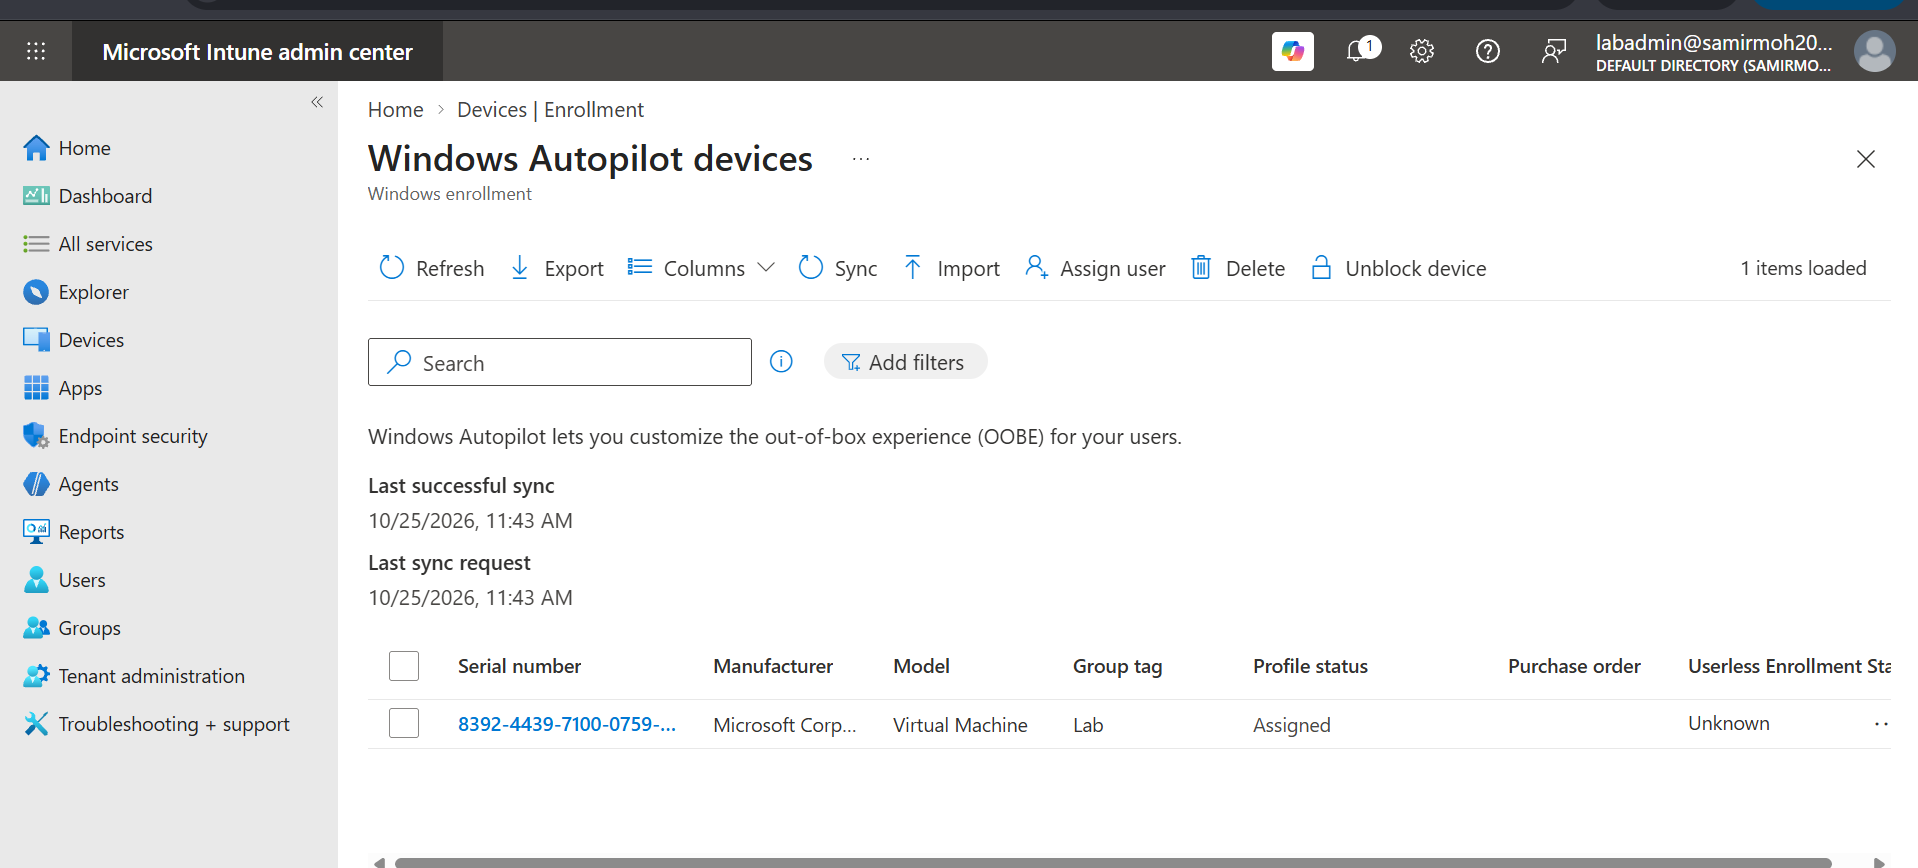 Microsoft Intune admin center
1
labadmin@samirmoh20...
DEFAULT DIRECTORY (SAMIRMO...
Home
Dashboard
All services
Explorer
Devices
Apps
Endpoint security
Agents
Reports
Users
Groups
Tenant administration
Troubleshooting + support
Home > Devices | Enrollment
Windows Autopilot devices ...
Windows enrollment
Refresh Export Columns Sync Import Assign user Delete Unblock device 1 items loaded
Search Add filters
Windows Autopilot lets you customize the out-of-box experience (OOBE) for your users.
Last successful sync
10/25/2026, 11:43 AM
Last sync request
10/25/2026, 11:43 AM
Serial number Manufacturer Model Group tag Profile status Purchase order Userless Enrollment Sta
8392-4439-7100-0759-... Microsoft Corp... Virtual Machine Lab Assigned Unknown